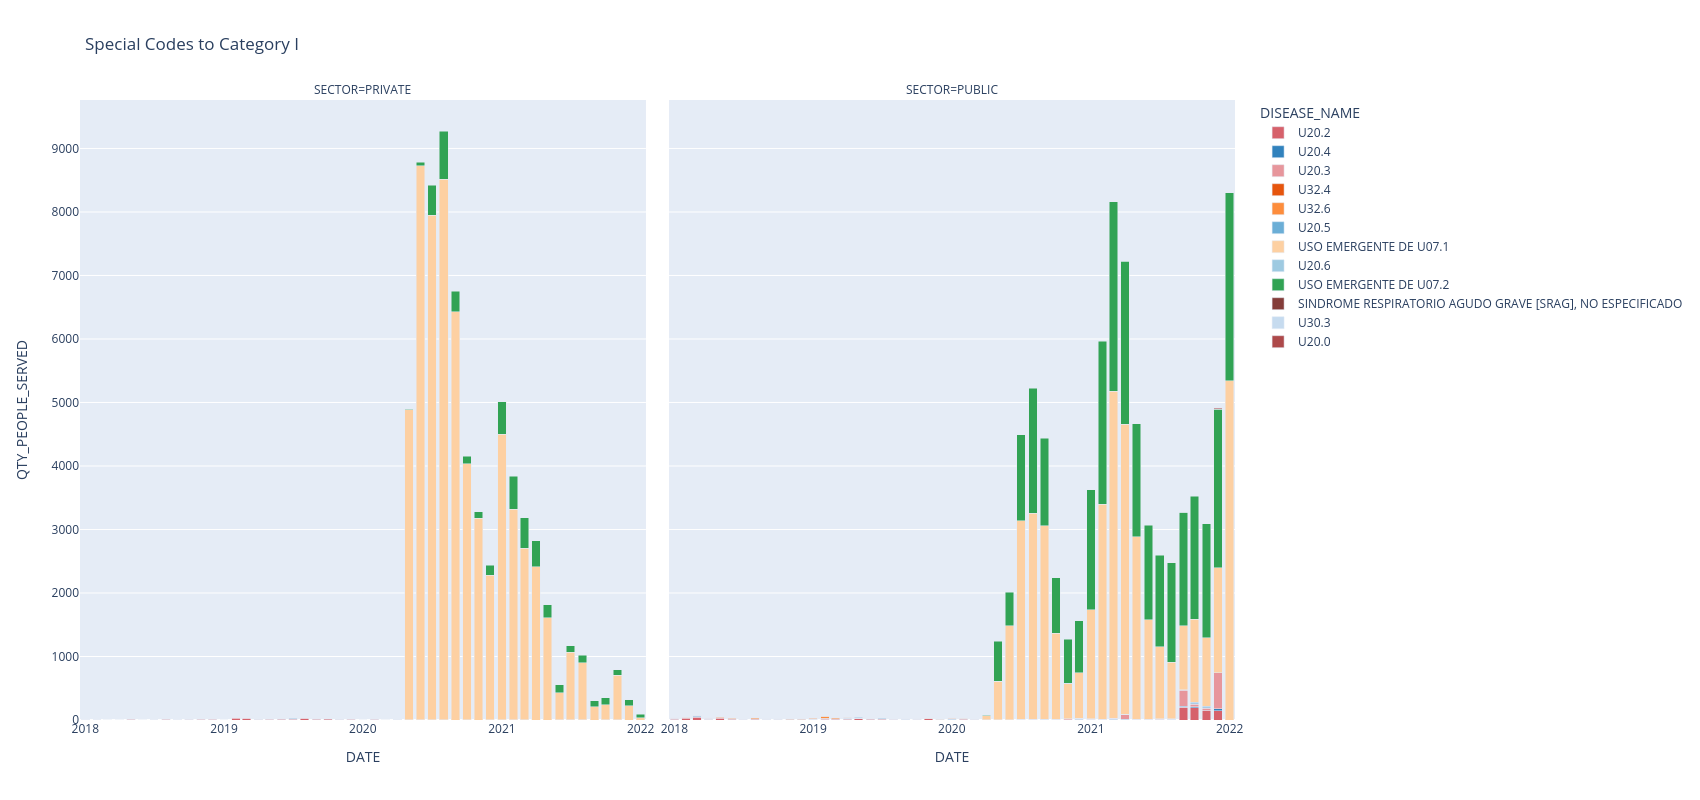 Special Codes to Category I
SECTOR=PRIVATE
SECTOR=PUBLIC
QTY_PEOPLE_SERVED
9000
8000
7000
6000
5000
4000
3000
2000
1000
0
2018 2019 2020 2021 2022
2018 2019 2020 2021 2022
DATE
DATE
DISEASE_NAME
U20.2
U20.4
U20.3
U32.4
U32.6
U20.5
USO EMERGENTE DE U07.1
U20.6
USO EMERGENTE DE U07.2
SINDROME RESPIRATORIO AGUDO GRAVE [SRAG], NO ESPECIFICADO
U30.3
U20.0